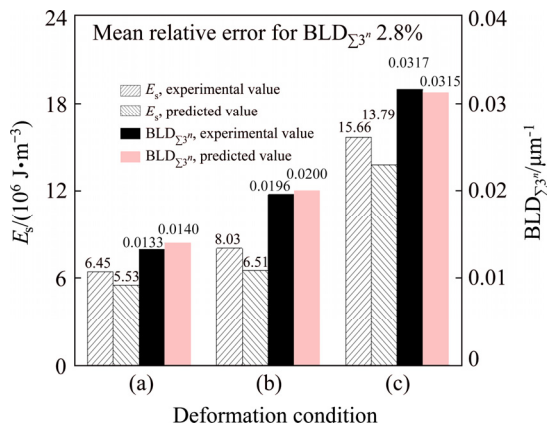 Mean relative error for BLD∑3ⁿ 2.8%
Eₛ, experimental value
Eₛ, predicted value
BLD∑3ⁿ, experimental value
BLD∑3ⁿ, predicted value
24
18
12
6
0
Eₛ/(10⁶ J·m⁻³)
0.04
0.03
0.02
0.01
0
BLD∑3ⁿ/μm⁻¹
6.45
5.53
0.0133
0.0140
8.03
6.51
0.0196
0.0200
15.66
13.79
0.0317
0.0315
(a)
(b)
(c)
Deformation condition